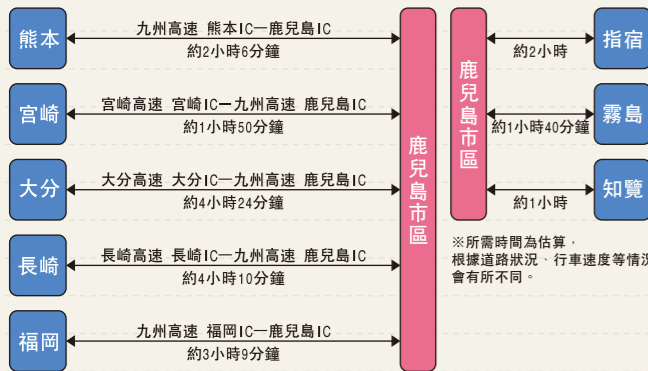 熊本
九州高速 熊本IC—鹿兒島IC
約2小時6分鐘
宮崎
宮崎高速 宮崎IC—九州高速 鹿兒島IC
約1小時50分鐘
大分
大分高速 大分IC—九州高速 鹿兒島IC
約4小時24分鐘
長崎
長崎高速 長崎IC—九州高速 鹿兒島IC
約4小時10分鐘
福岡
九州高速 福岡IC—鹿兒島IC
約3小時9分鐘
鹿兒島市區
鹿兒島市區
約2小時
指宿
約1小時40分鐘
霧島
約1小時
知覽
※所需時間為估算，
根據道路狀況、行車速度等情況
會有所不同。